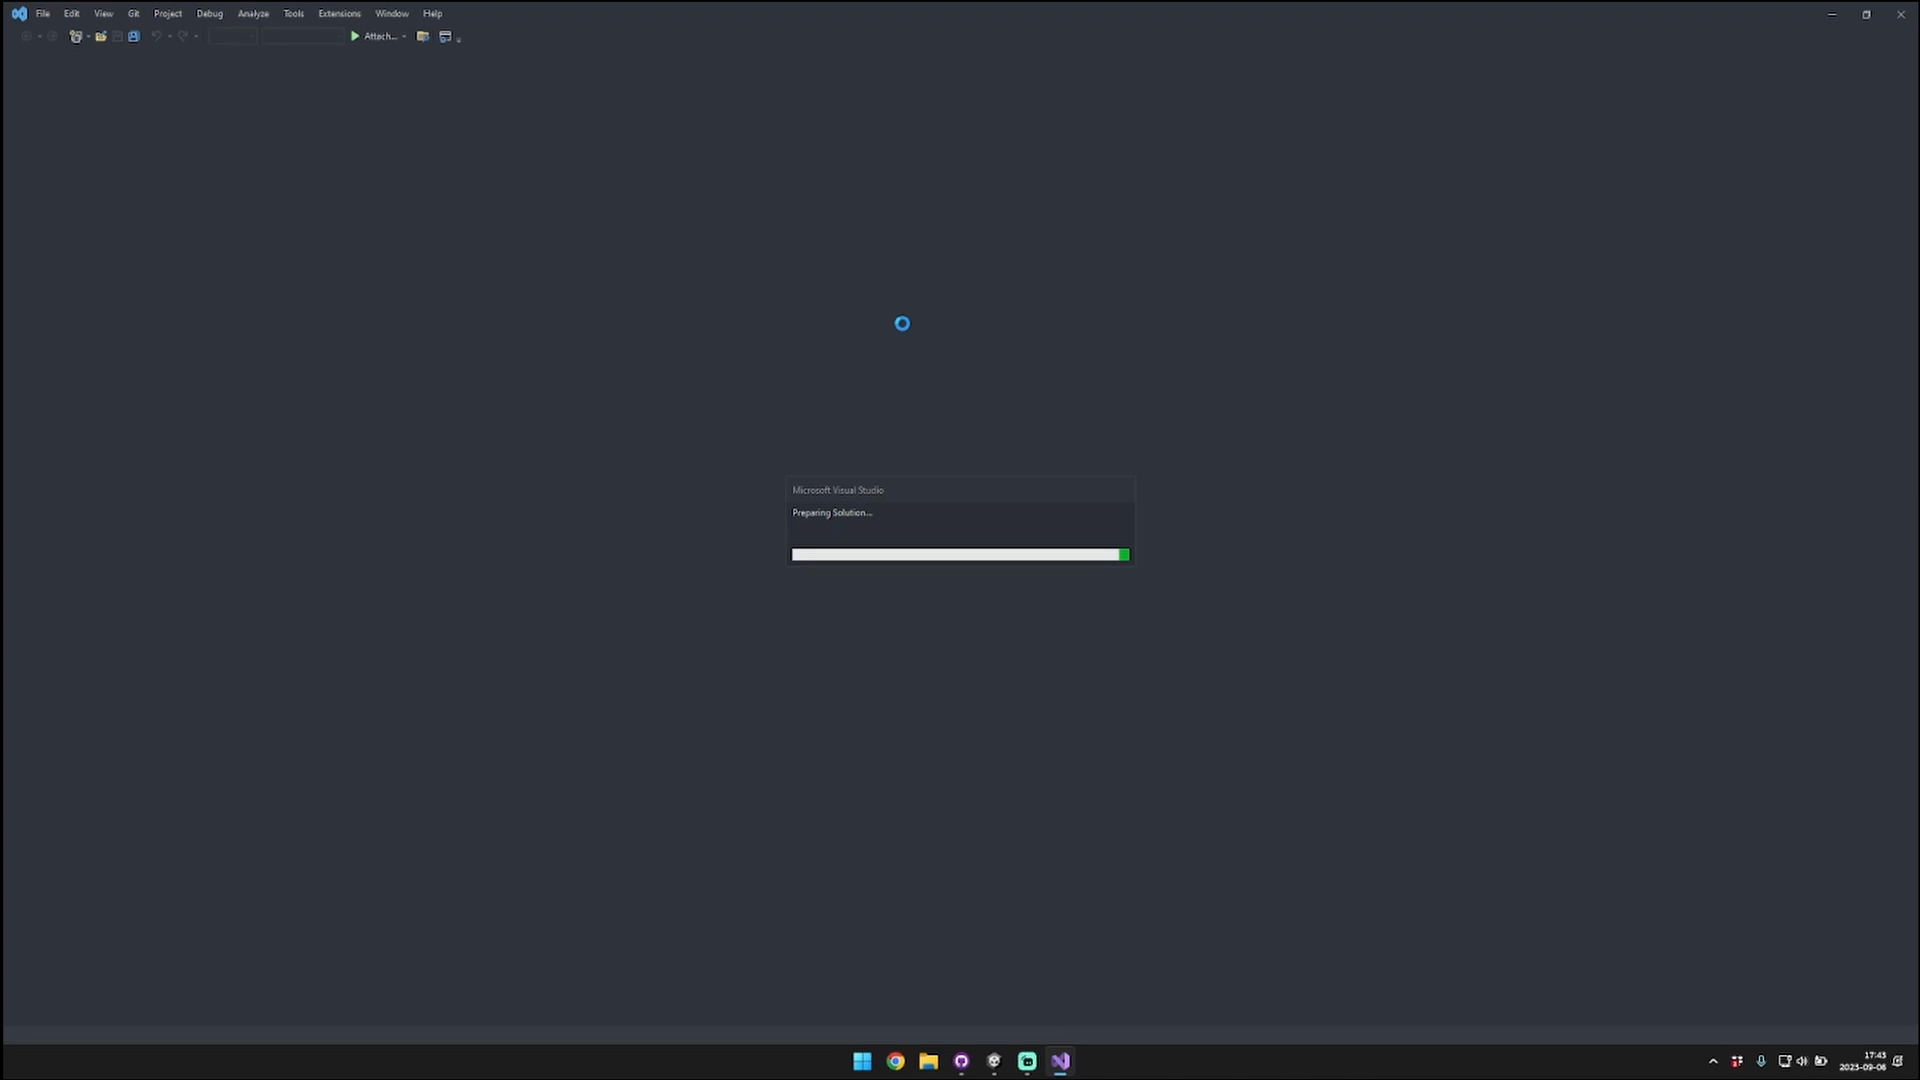 File Edit View Git Project Debug Analyze Tools Extensions Window Help
Attach...
Microsoft Visual Studio
Preparing Solution...
17:43
2023-09-06